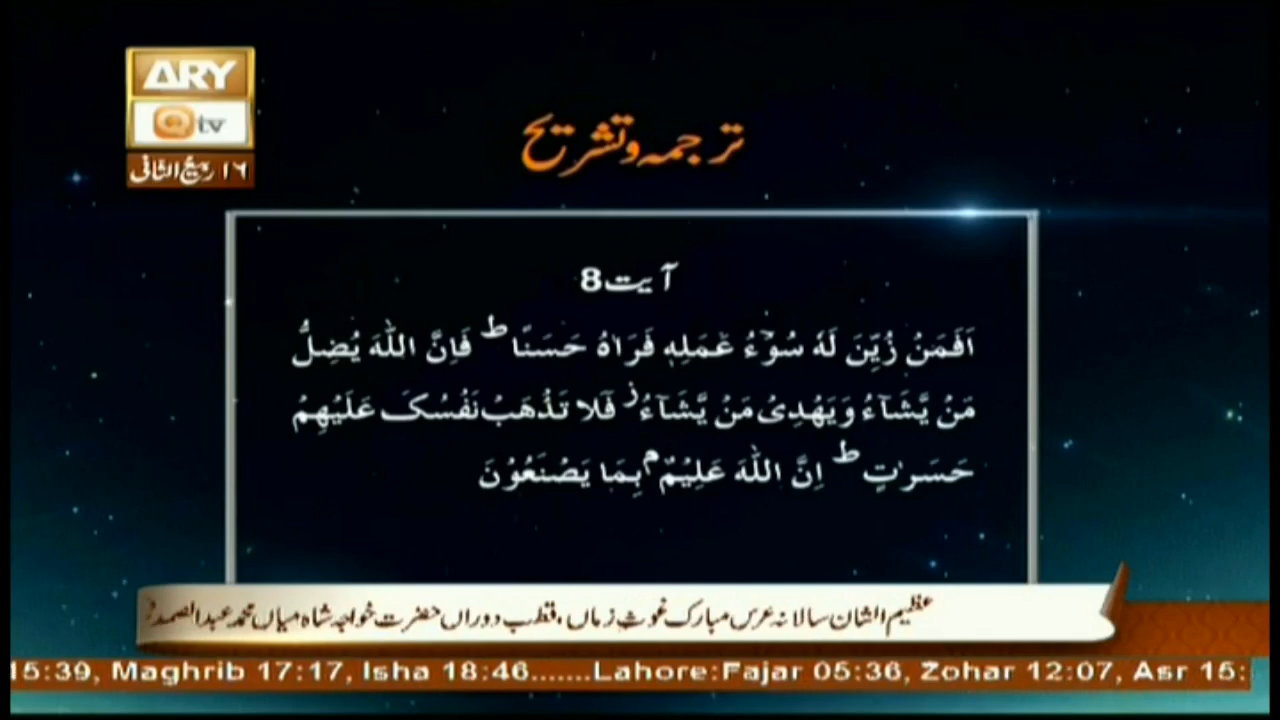 ARY
Qtv
١٦ ربیع الثانی
ترجمہ و تشریح
آیت 8
اَفَمَنْ زُیِّنَ لَهٗ سُوْٓءُ عَمَلِهٖ فَرَاٰهُ حَسَنًا ؕ فَاِنَّ اللّٰهَ یُضِلُّ
مَنْ یَّشَآءُ وَیَهْدِیْ مَنْ یَّشَآءُ ۫ فَلَا تَذْهَبْ نَفْسُکَ عَلَیْهِمْ
حَسَرٰتٍ ؕ اِنَّ اللّٰهَ عَلِیْمٌۢ بِمَا یَصْنَعُوْنَ
عظیم الشان سالانہ عرس مبارک غوث زماں، قطب دوراں حضرت خواجہ شاہ میاں محمد عبدالصمد
15:39, Maghrib 17:17, Isha 18:46.......Lahore:Fajar 05:36, Zohar 12:07, Asr 15: